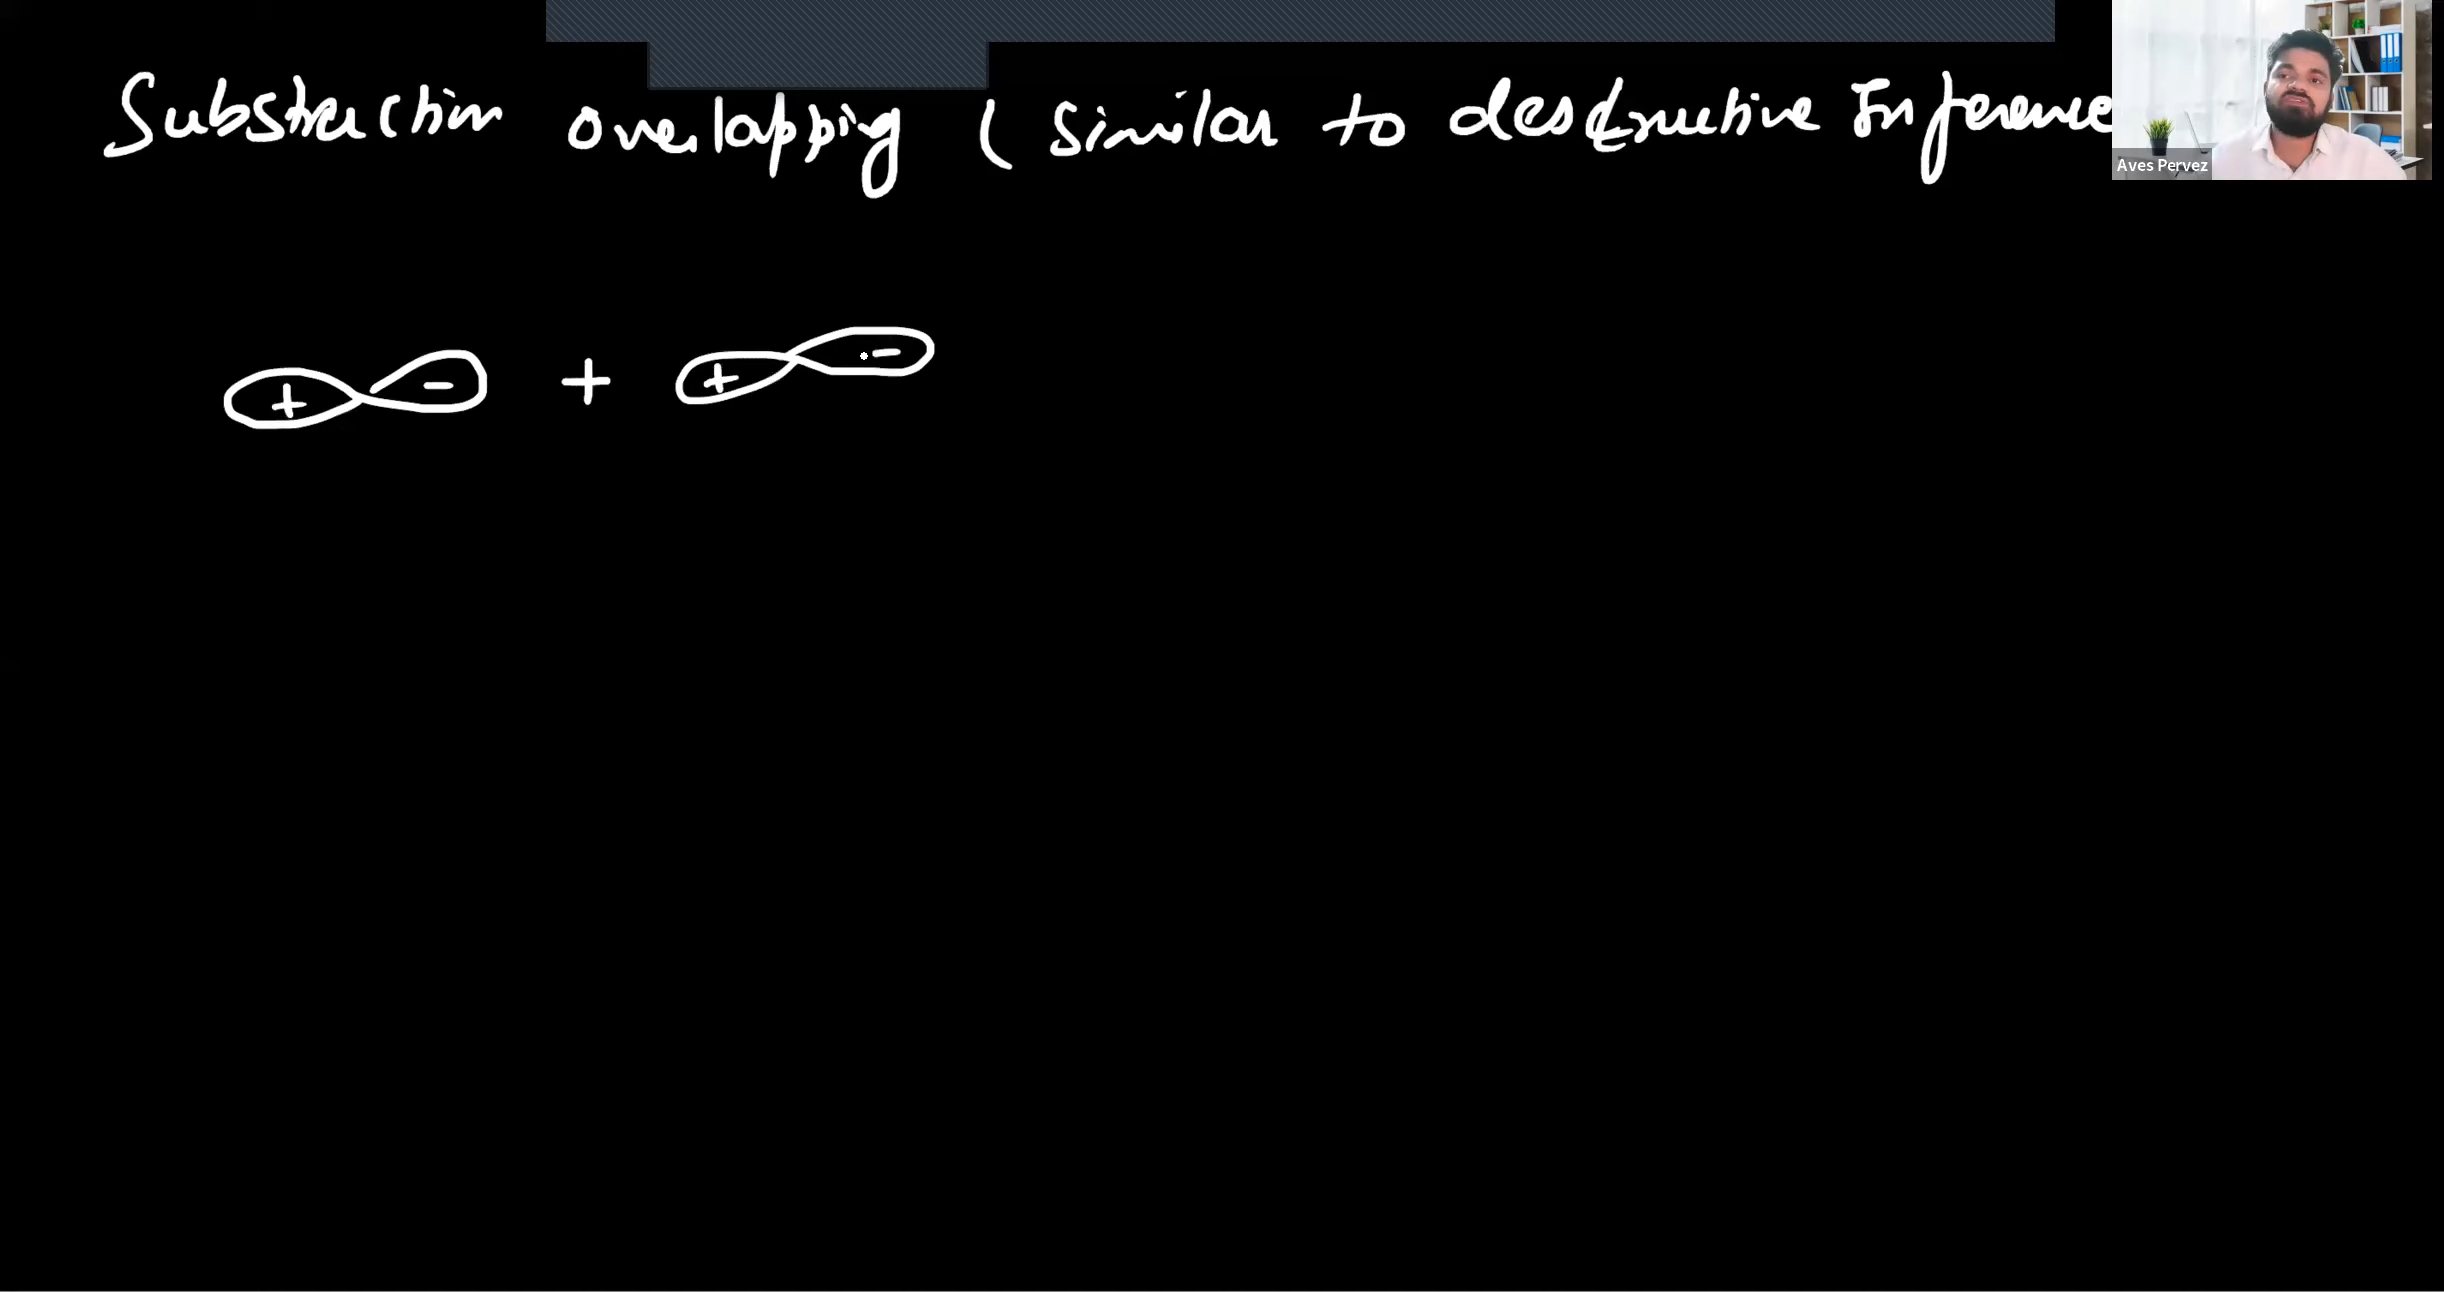 Substraction overlapping ( Similar to destructive Inference
Aves Pervez
+ - + + -